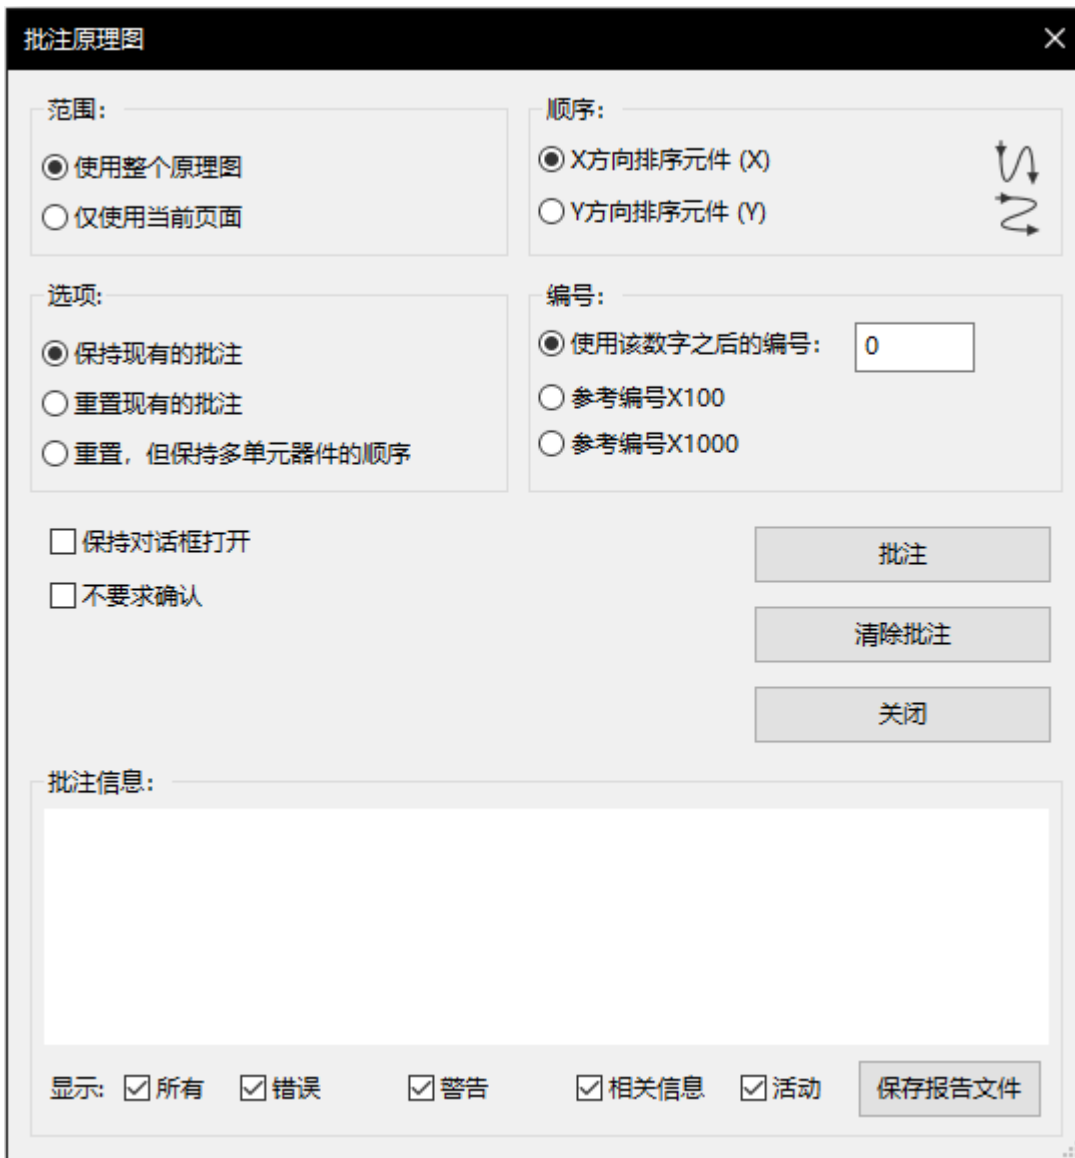 批注原理图
范围：
使用整个原理图
仅使用当前页面
顺序：
X方向排序元件 (X)
Y方向排序元件 (Y)
选项:
保持现有的批注
重置现有的批注
重置，但保持多单元器件的顺序
编号：
使用该数字之后的编号： 0
参考编号X100
参考编号X1000
保持对话框打开
不要求确认
批注
清除批注
关闭
批注信息：
显示: 所有 错误 警告 相关信息 活动 保存报告文件